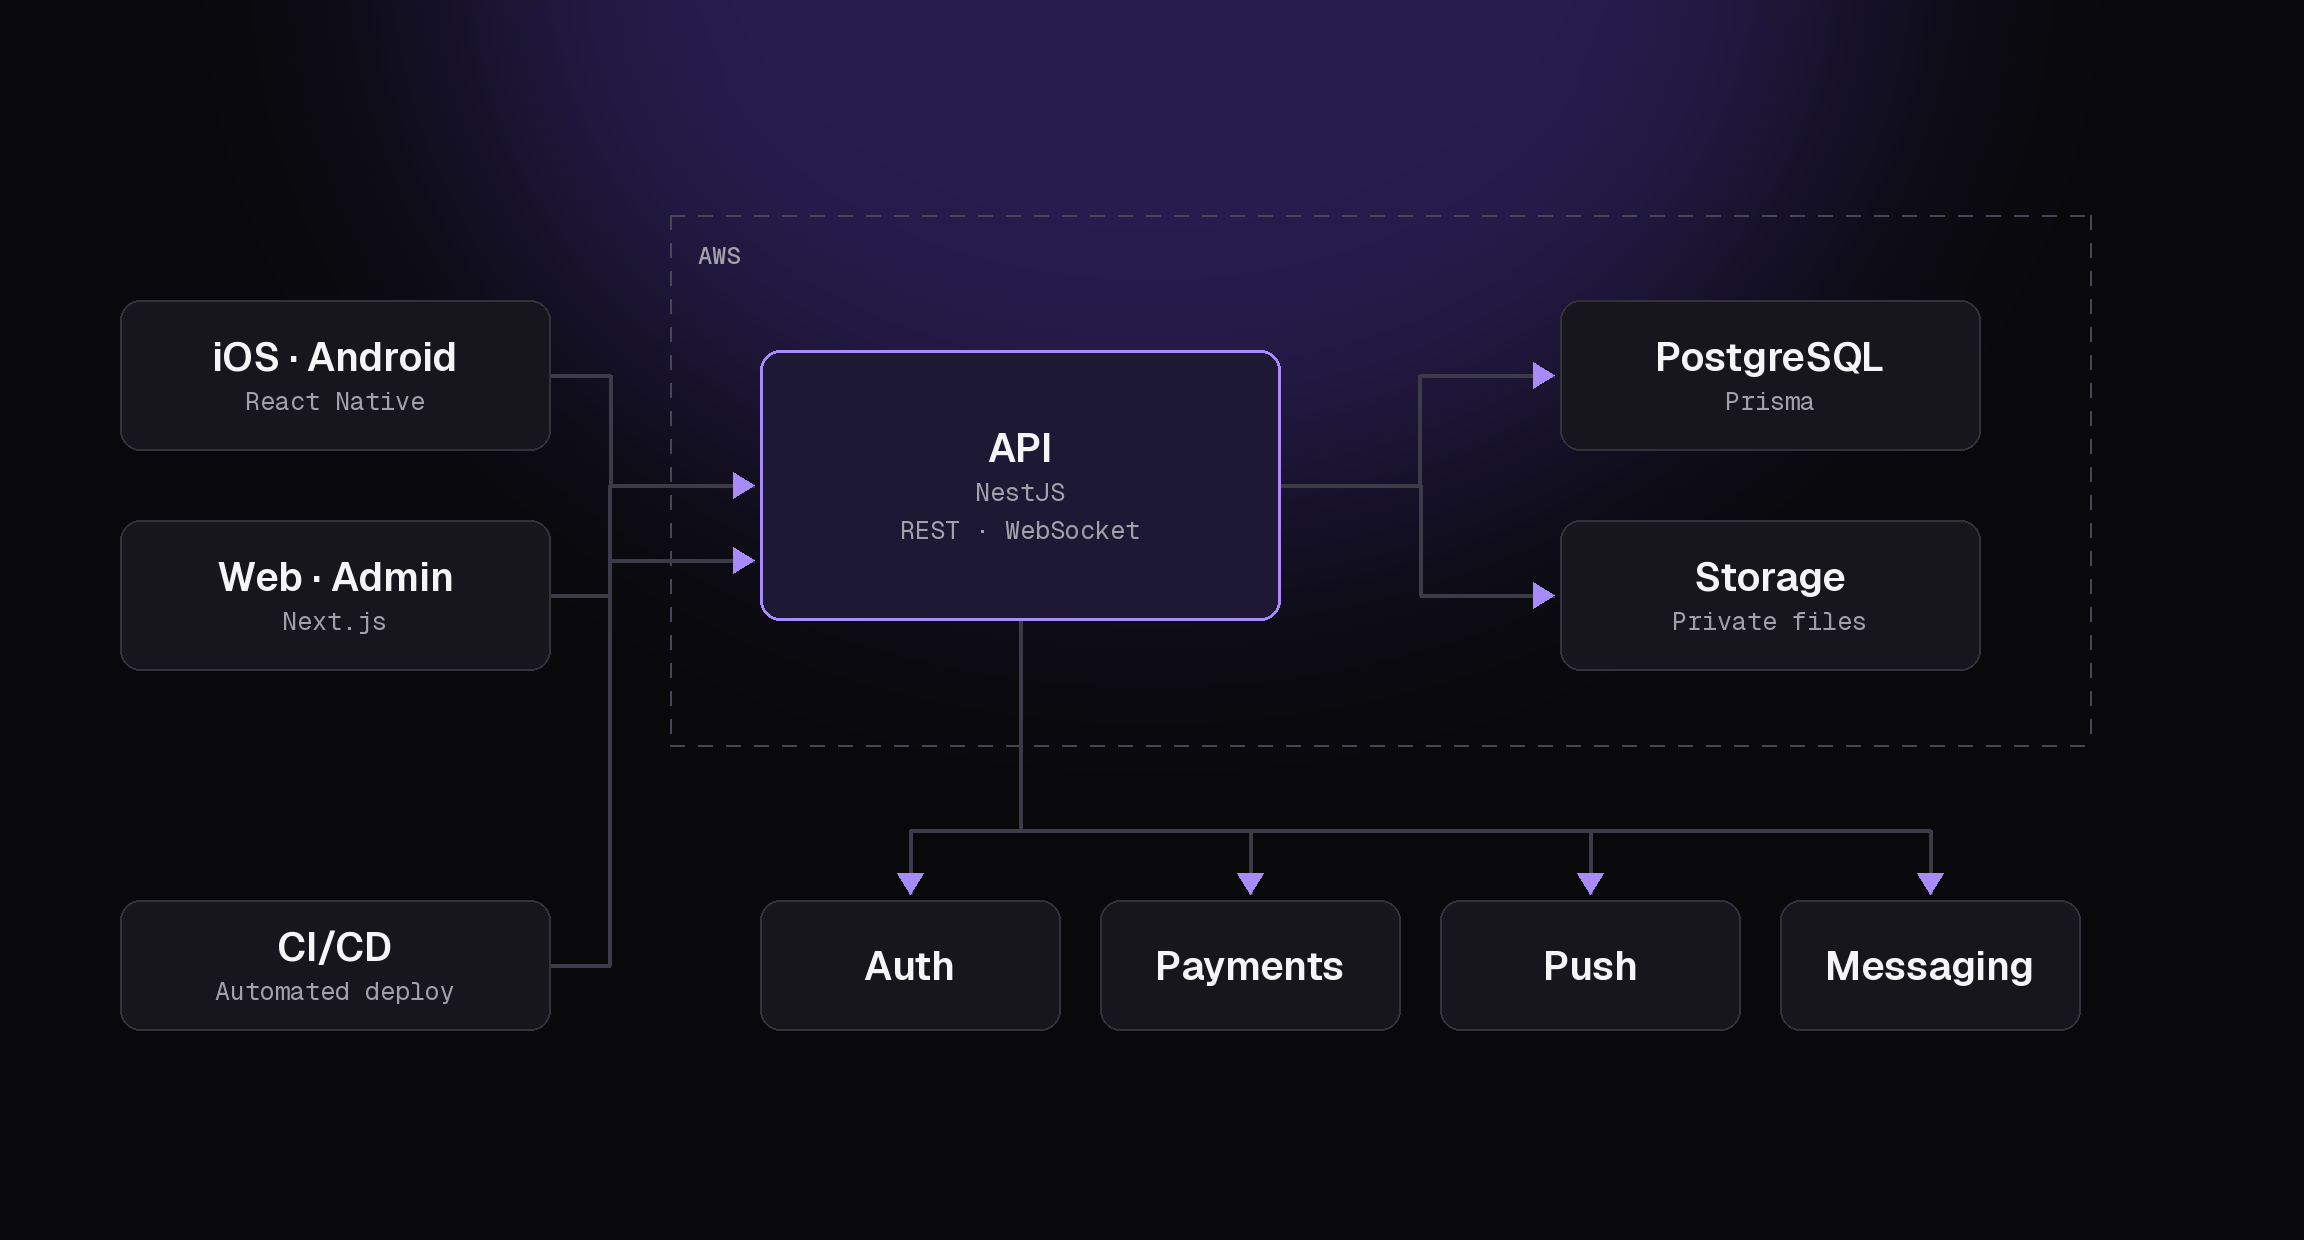 AWS
iOS · Android
React Native
PostgreSQL
Prisma
API
NestJS
REST · WebSocket
Web · Admin
Next.js
Storage
Private files
CI/CD
Automated deploy
Auth
Payments
Push
Messaging